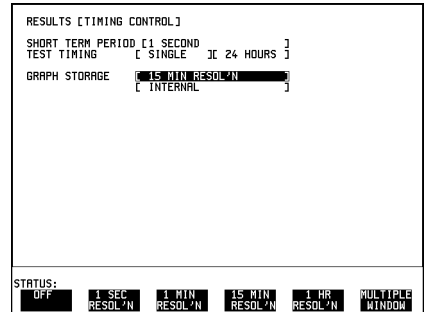 RESULTS [TIMING CONTROL]
SHORT TERM PERIOD [1 SECOND ]
TEST TIMING [ SINGLE ][ 24 HOURS ]
GRAPH STORAGE [ 15 MIN RESOL'N ]
[ INTERNAL ]
STATUS:
OFF 1 SEC RESOL'N 1 MIN RESOL'N 15 MIN RESOL'N 1 HR RESOL'N MULTIPLE WINDOW